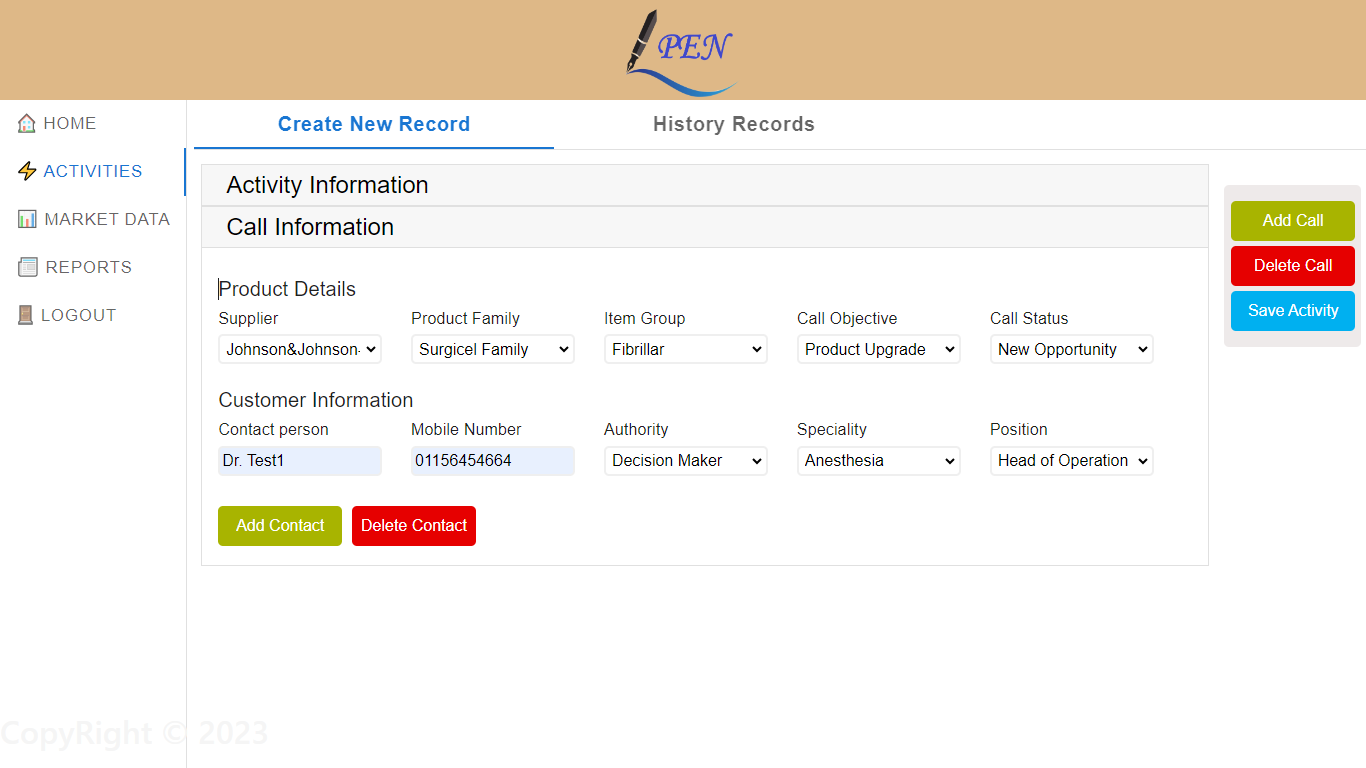 PEN
HOME
ACTIVITIES
MARKET DATA
REPORTS
LOGOUT
Create New Record History Records
Activity Information
Call Information
Product Details
Supplier Product Family Item Group Call Objective Call Status
Johnson&Johnson- Surgicel Family Fibrillar Product Upgrade New Opportunity
Customer Information
Contact person Mobile Number Authority Speciality Position
Dr. Test1 01156454664 Decision Maker Anesthesia Head of Operation
Add Contact Delete Contact
Add Call
Delete Call
Save Activity
CopyRight © 2023